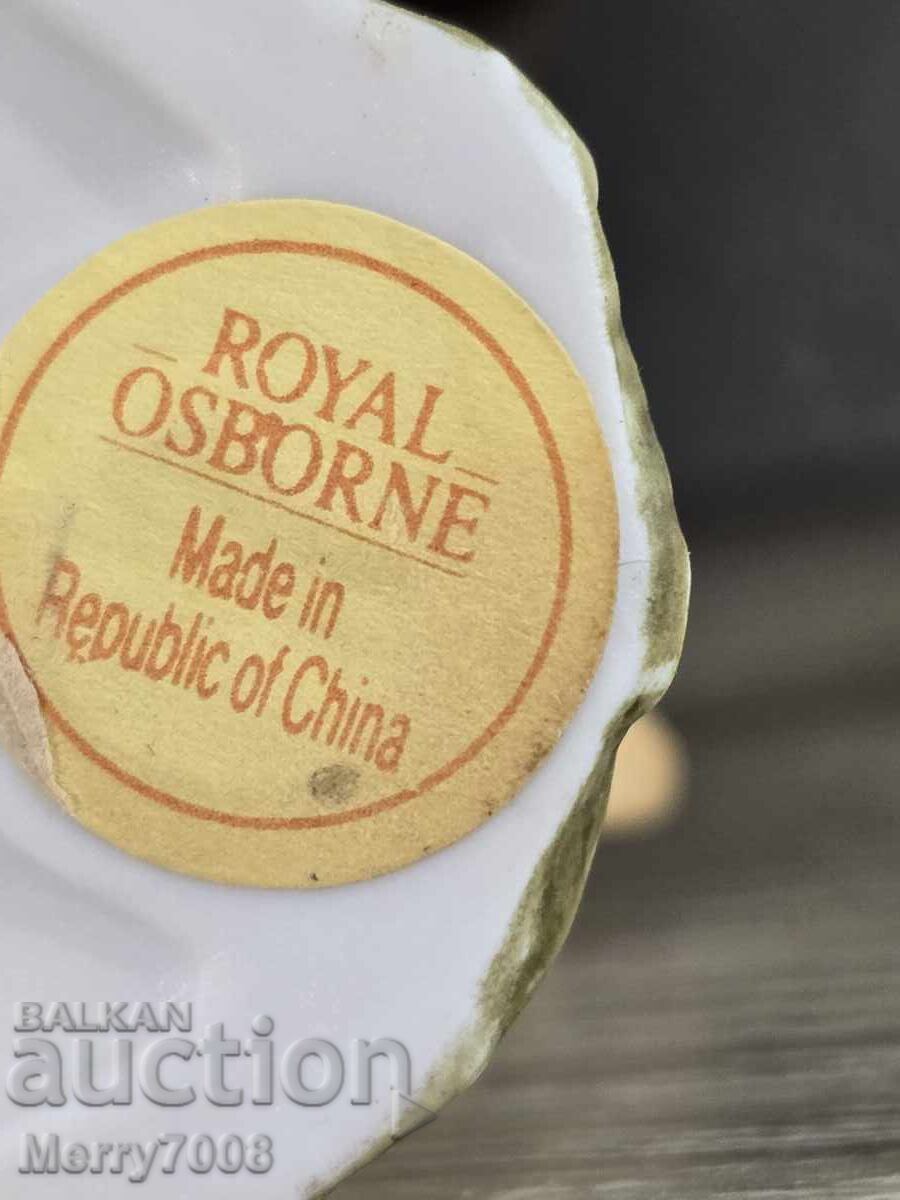 ROYAL
OSBORNE
Made in
Republic of China
BALKAN
auction
Merry7008